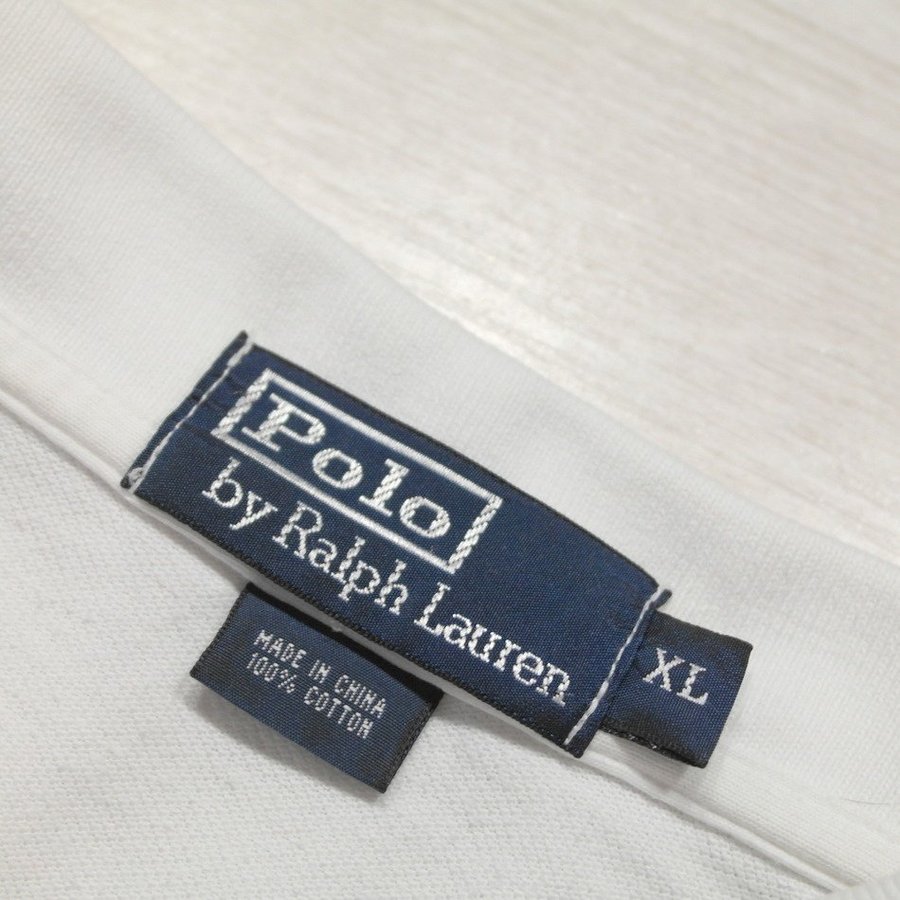 Polo
by Ralph Lauren
XL
MADE IN CHINA
100% COTTON